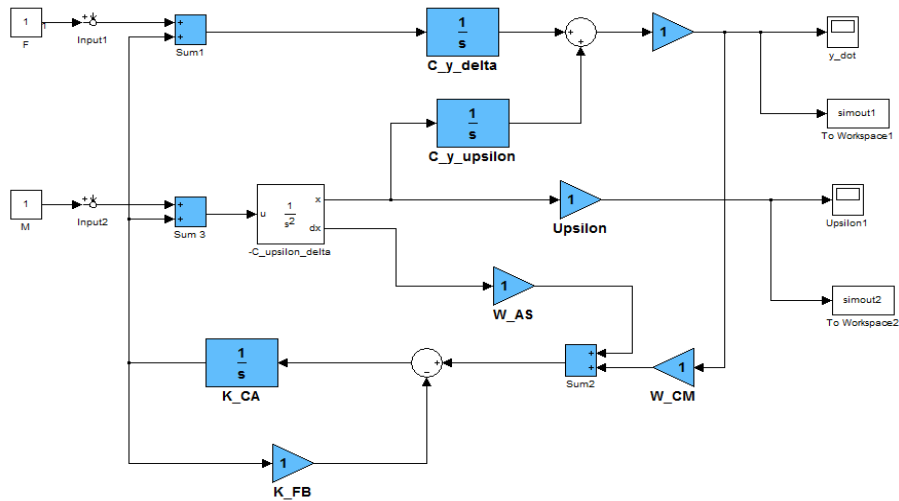 1
F
1
Input1
+
+
Sum1
1
s
C_y_delta
+
+
1
y_dot
simout1
To Workspace1
1
s
C_y_upsilon
1
M
+
Input2
+
+
Sum 3
u
1
s²
x
dx
-C_upsilon_delta
1
Upsilon
Upsilon1
simout2
To Workspace2
1
W_AS
+
+
Sum2
1
W_CM
+
−
1
s
K_CA
1
K_FB